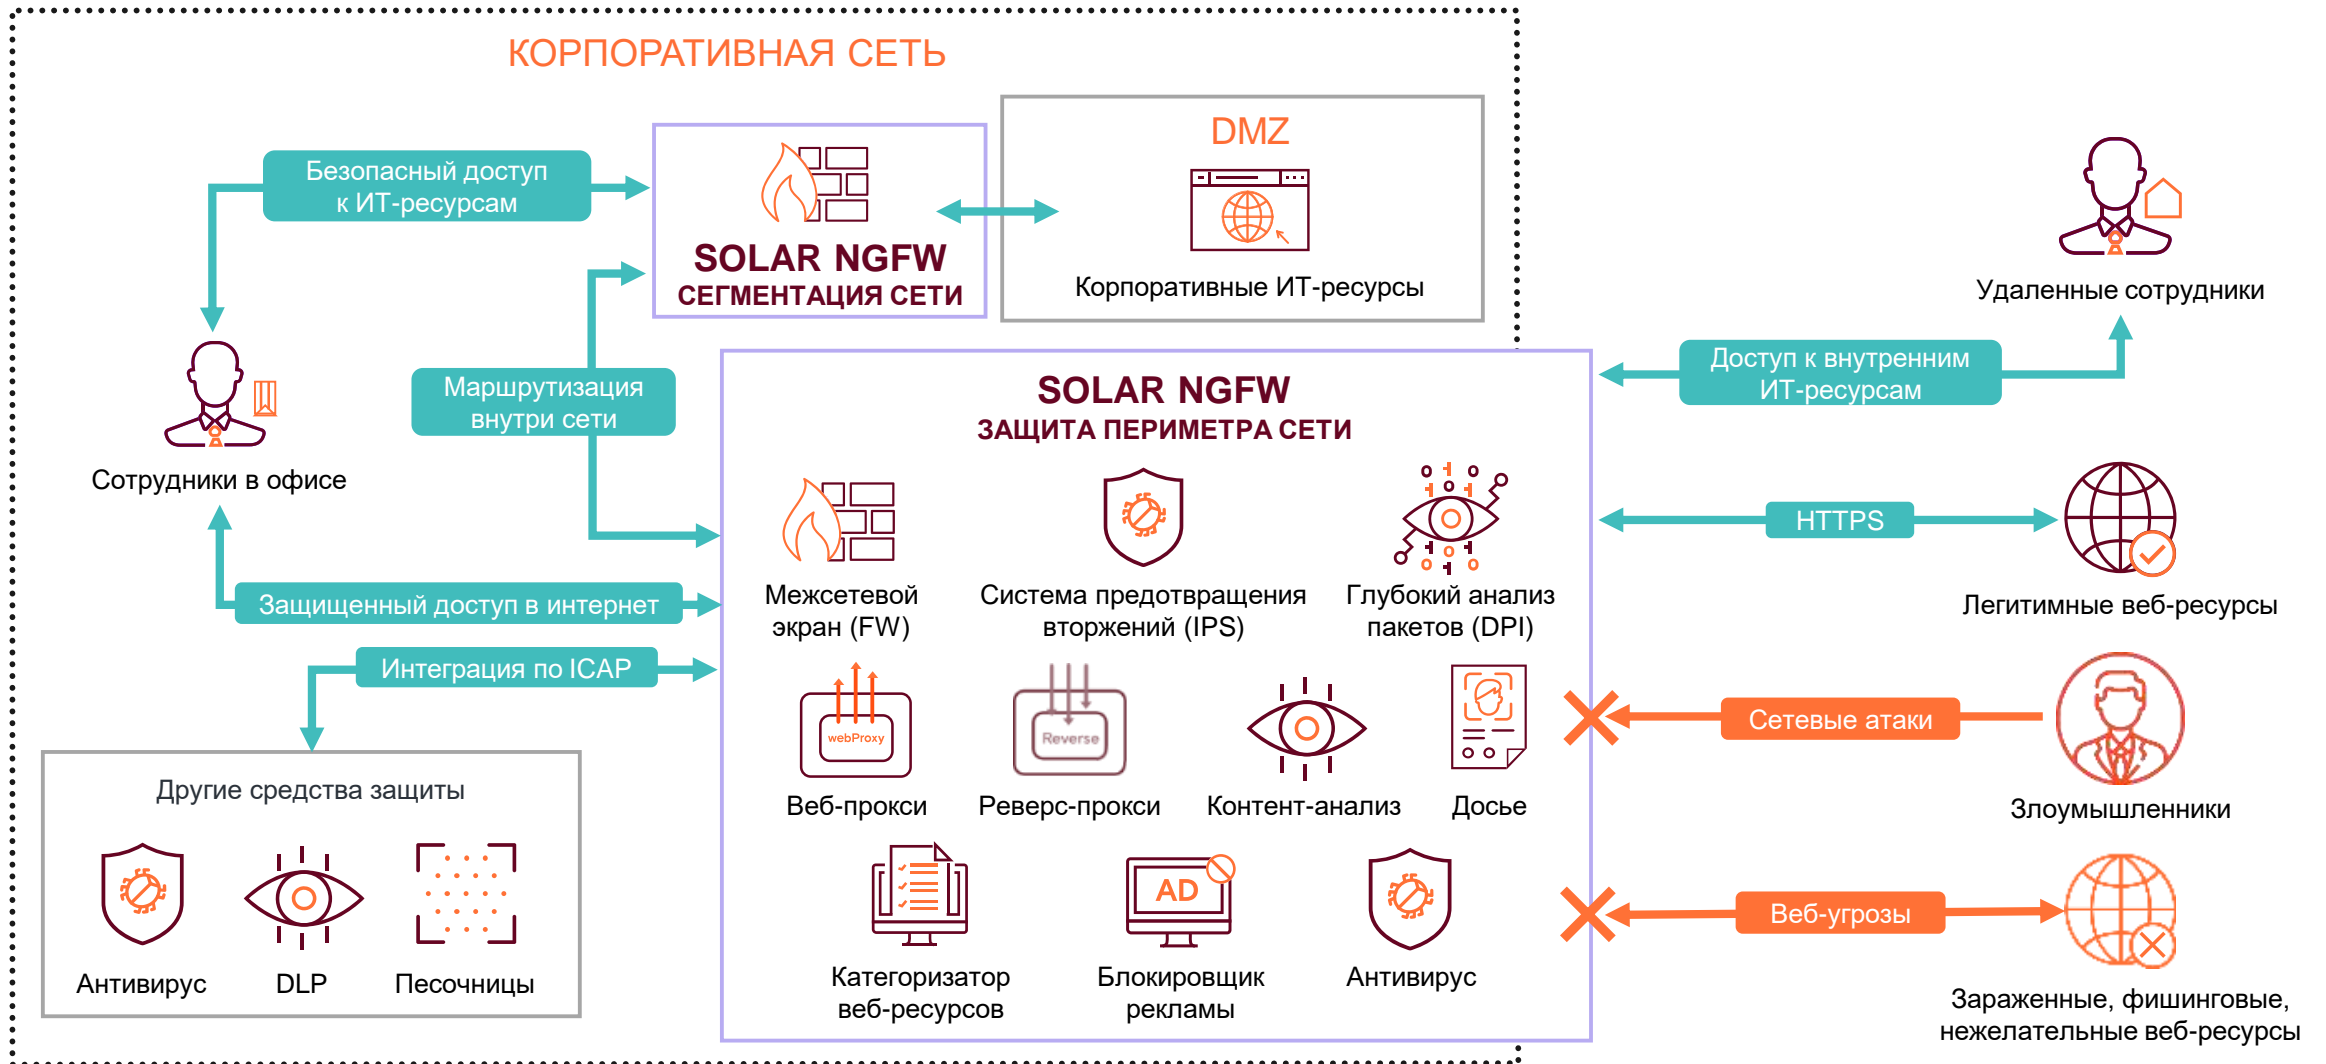 КОРПОРАТИВНАЯ СЕТЬ
Безопасный доступ
к ИТ-ресурсам
SOLAR NGFW
СЕГМЕНТАЦИЯ СЕТИ
DMZ
Корпоративные ИТ-ресурсы
Удаленные сотрудники
Маршрутизация
внутри сети
Сотрудники в офисе
Доступ к внутренним
ИТ-ресурсам
SOLAR NGFW
ЗАЩИТА ПЕРИМЕТРА СЕТИ
HTTPS
Легитимные веб-ресурсы
Защищенный доступ в интернет
Межсетевой
экран (FW)
Система предотвращения
вторжений (IPS)
Глубокий анализ
пакетов (DPI)
Интеграция по ICAP
webProxy
Веб-прокси
Reverse
Реверс-прокси
Контент-анализ
Досье
Сетевые атаки
Злоумышленники
Другие средства защиты
Антивирус
DLP
Песочницы
Категоризатор
веб-ресурсов
AD
Блокировщик
рекламы
Антивирус
Веб-угрозы
Зараженные, фишинговые,
нежелательные веб-ресурсы